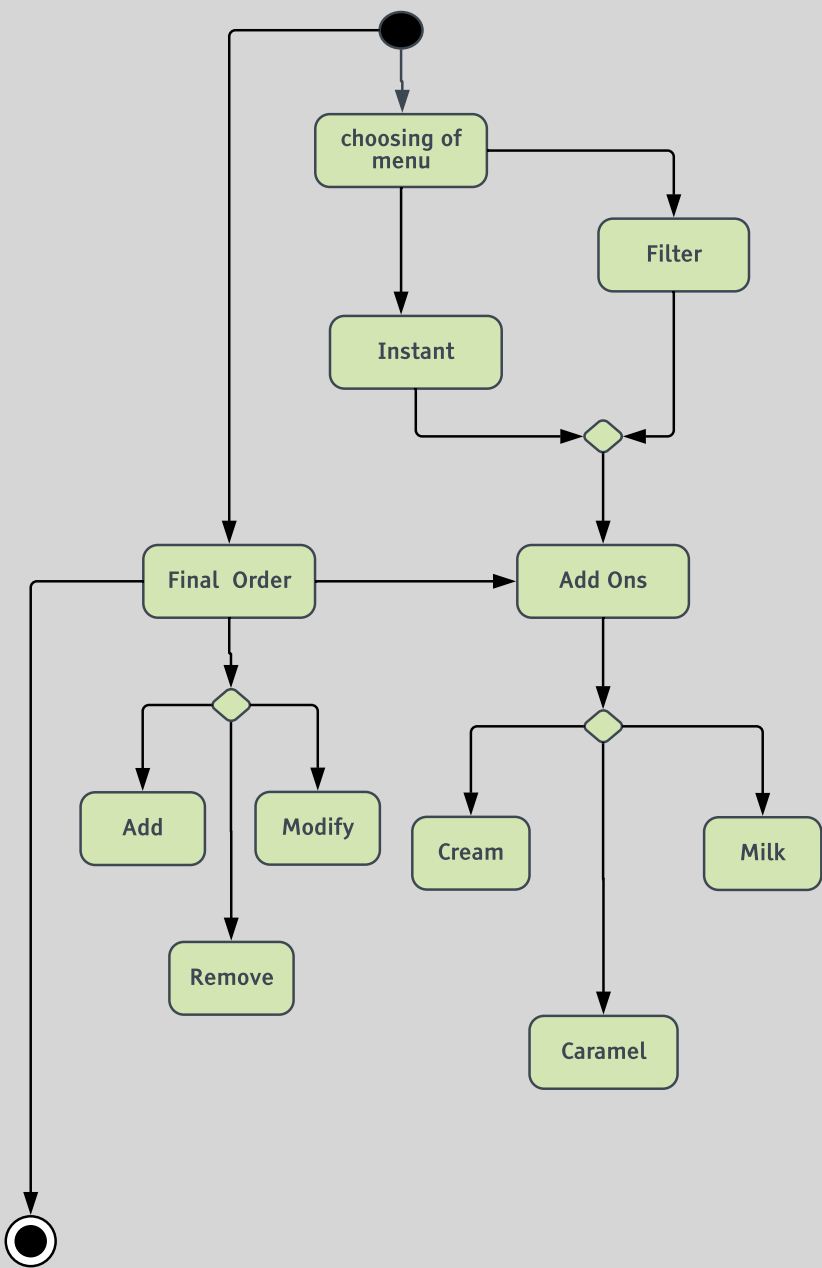 choosing of
menu
Filter
Instant
Final  Order
Add Ons
Add
Modify
Cream
Milk
Remove
Caramel